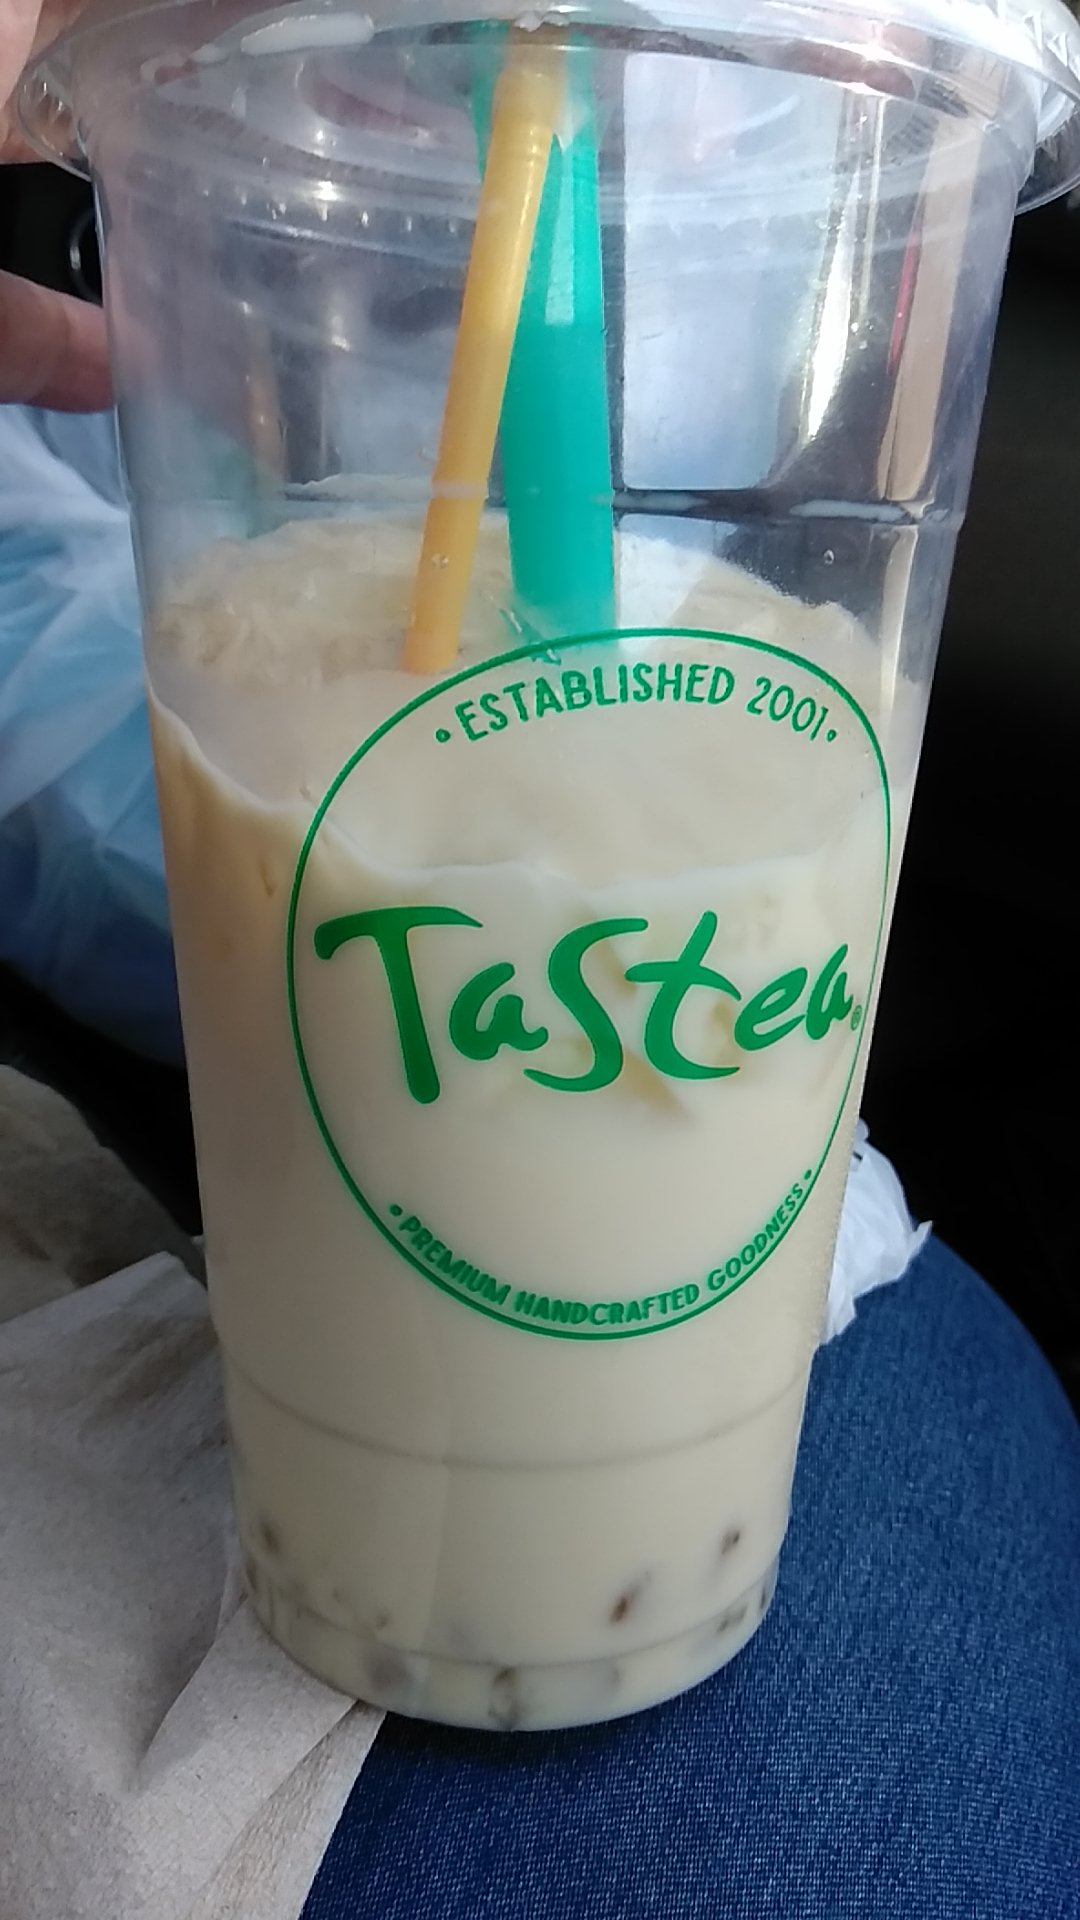 •ESTABLISHED 2001•
Tastea®
•PREMIUM HANDCRAFTED GOODNESS•